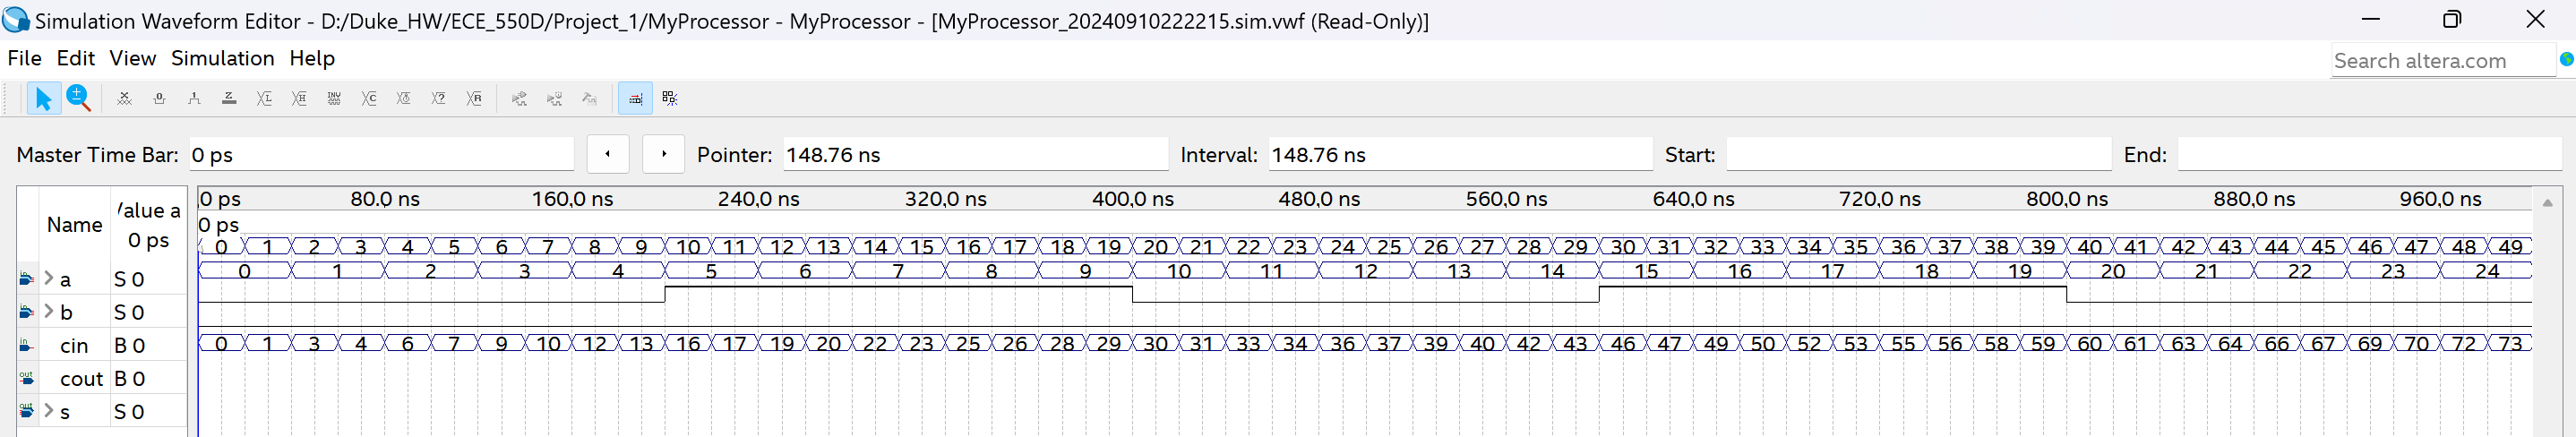 Simulation Waveform Editor - D:/Duke_HW/ECE_550D/Project_1/MyProcessor - MyProcessor - [MyProcessor_20240910222215.sim.vwf (Read-Only)]
File Edit View Simulation Help
Search altera.com
Master Time Bar: 0 ps Pointer: 148.76 ns Interval: 148.76 ns Start: End:
Name /alue a 0 ps
0 ps 80.0 ns 160.0 ns 240.0 ns 320.0 ns 400.0 ns 480.0 ns 560.0 ns 640.0 ns 720.0 ns 800.0 ns 880.0 ns 960.0 ns
0 ps
0 1 2 3 4 5 6 7 8 9 10 11 12 13 14 15 16 17 18 19 20 21 22 23 24 25 26 27 28 29 30 31 32 33 34 35 36 37 38 39 40 41 42 43 44 45 46 47 48 49
a S 0
0 1 2 3 4 5 6 7 8 9 10 11 12 13 14 15 16 17 18 19 20 21 22 23 24
b S 0
cin B 0
0 1 3 4 6 7 9 10 12 13 16 17 19 20 22 23 25 26 28 29 30 31 33 34 36 37 39 40 42 43 46 47 49 50 52 53 55 56 58 59 60 61 63 64 66 67 69 70 72 73
cout B 0
s S 0